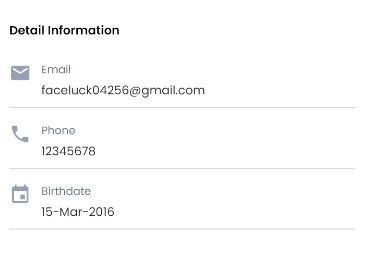 Detail Information
Email
faceluck04256@gmail.com
Phone
12345678
Birthdate
15-Mar-2016